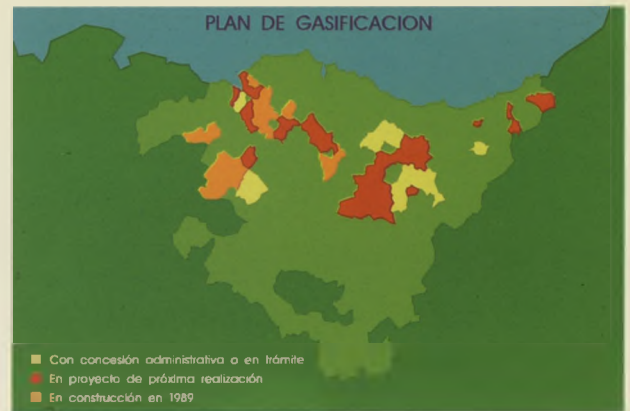 PLAN DE GASIFICACION
Con concesión administrativa o en trámite
En proyecto de próxima realización
En construcción en 1989